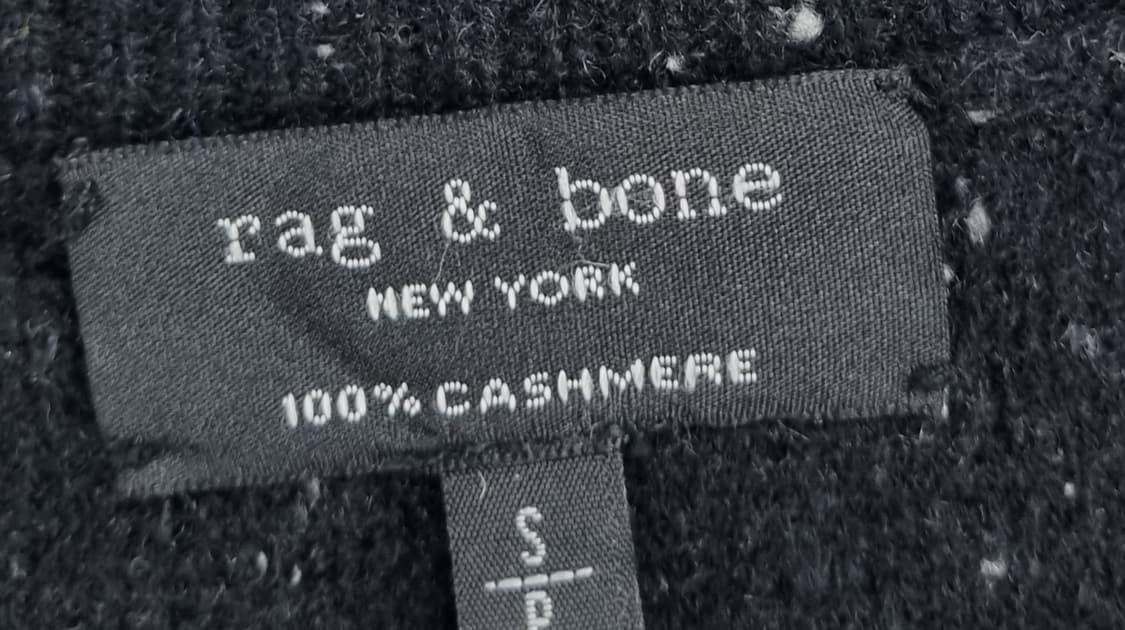 rag & bone
NEW YORK
100% CASHMERE
S
P